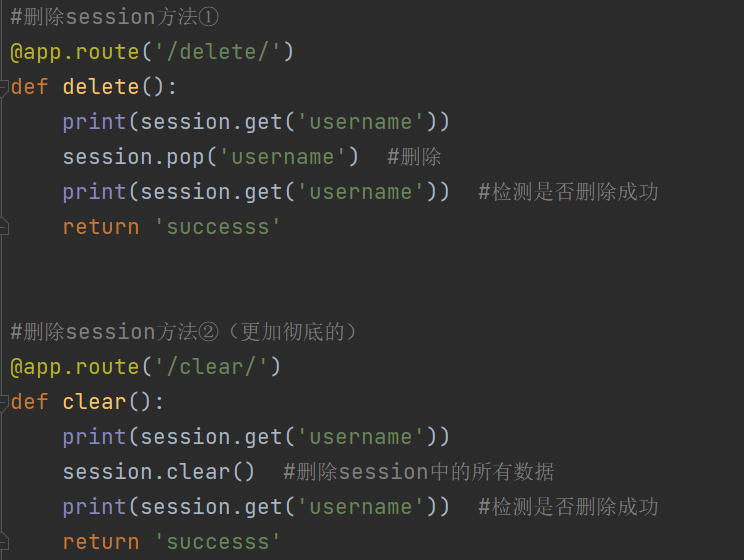 #删除session方法①
@app.route('/delete/')
def delete():
    print(session.get('username'))
    session.pop('username')  #删除
    print(session.get('username'))  #检测是否删除成功
    return 'successs'
#删除session方法②（更加彻底的）
@app.route('/clear/')
def clear():
    print(session.get('username'))
    session.clear()  #删除session中的所有数据
    print(session.get('username'))  #检测是否删除成功
    return 'successs'